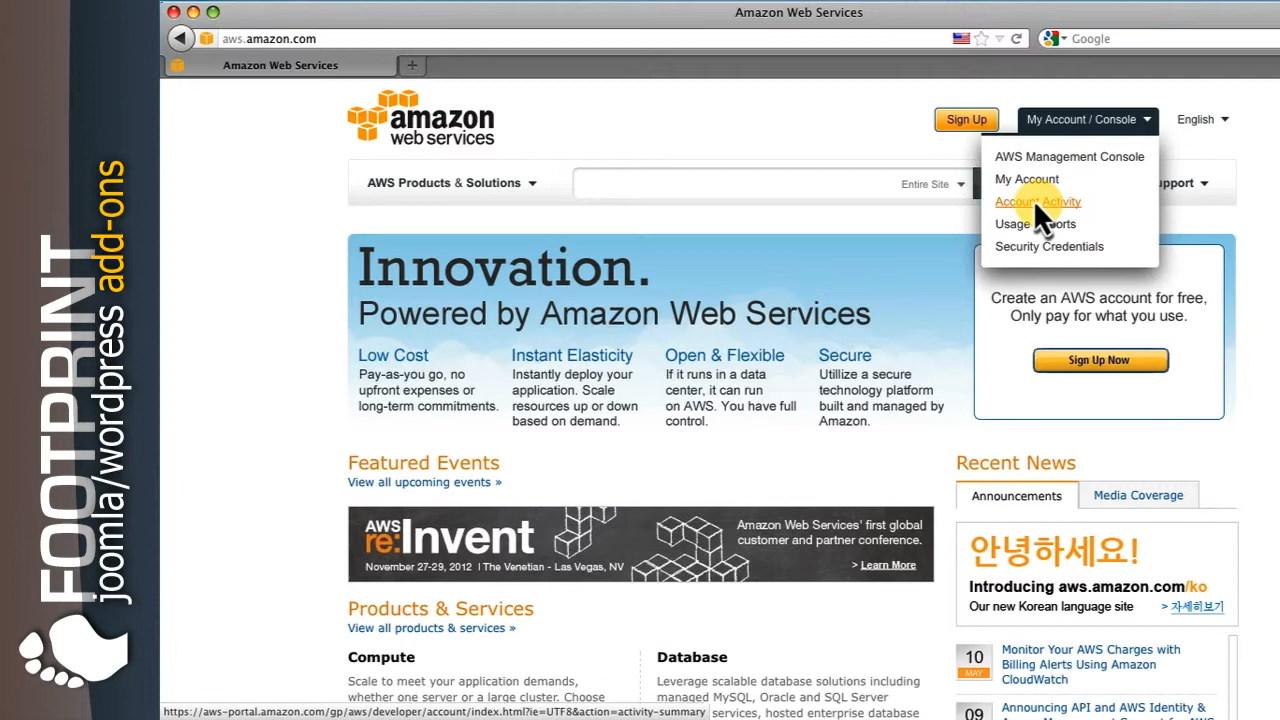 FOOTPRINT
joomla/wordpress add-ons
Amazon Web Services
aws.amazon.com
Google
Amazon Web Services
amazon
web services
Sign Up
My Account / Console
English
AWS Products & Solutions
Entire Site
upport
AWS Management Console
My Account
Account Activity
Usage
orts
Security Credentials
Innovation.
Powered by Amazon Web Services
Low Cost
Pay-as-you go, no
upfront expenses or
long-term commitments.
Instant Elasticity
Instantly deploy your
application. Scale
resources up or down
based on demand.
Open & Flexible
If it runs in a data
center, it can run
on AWS. You have full
control.
Secure
Utilize a secure
technology platform
built and managed by
Amazon.
Create an AWS account for free,
Only pay for what you use.
Sign Up Now
Featured Events
View all upcoming events »
AWS
re:Invent
November 27-29, 2012 | The Venetian - Las Vegas, NV
Amazon Web Services' first global
customer and partner conference.
> Learn More
Products & Services
View all products & services »
Compute
Scale to meet your application demands,
whether one server or a large cluster. Choose
Database
Leverage scalable database solutions including
managed MySQL, Oracle and SQL Server
services, hosted enterprise database
Recent News
Announcements
Media Coverage
안녕하세요!
Introducing aws.amazon.com/ko
Our new Korean language site
> 자세히보기
10
MAY
Monitor Your AWS Charges with
Billing Alerts Using Amazon
CloudWatch
09
Announcing API and AWS Identity &
https://aws-portal.amazon.com/gp/aws/developer/account/index.html?ie=UTF8&action=activity-summary